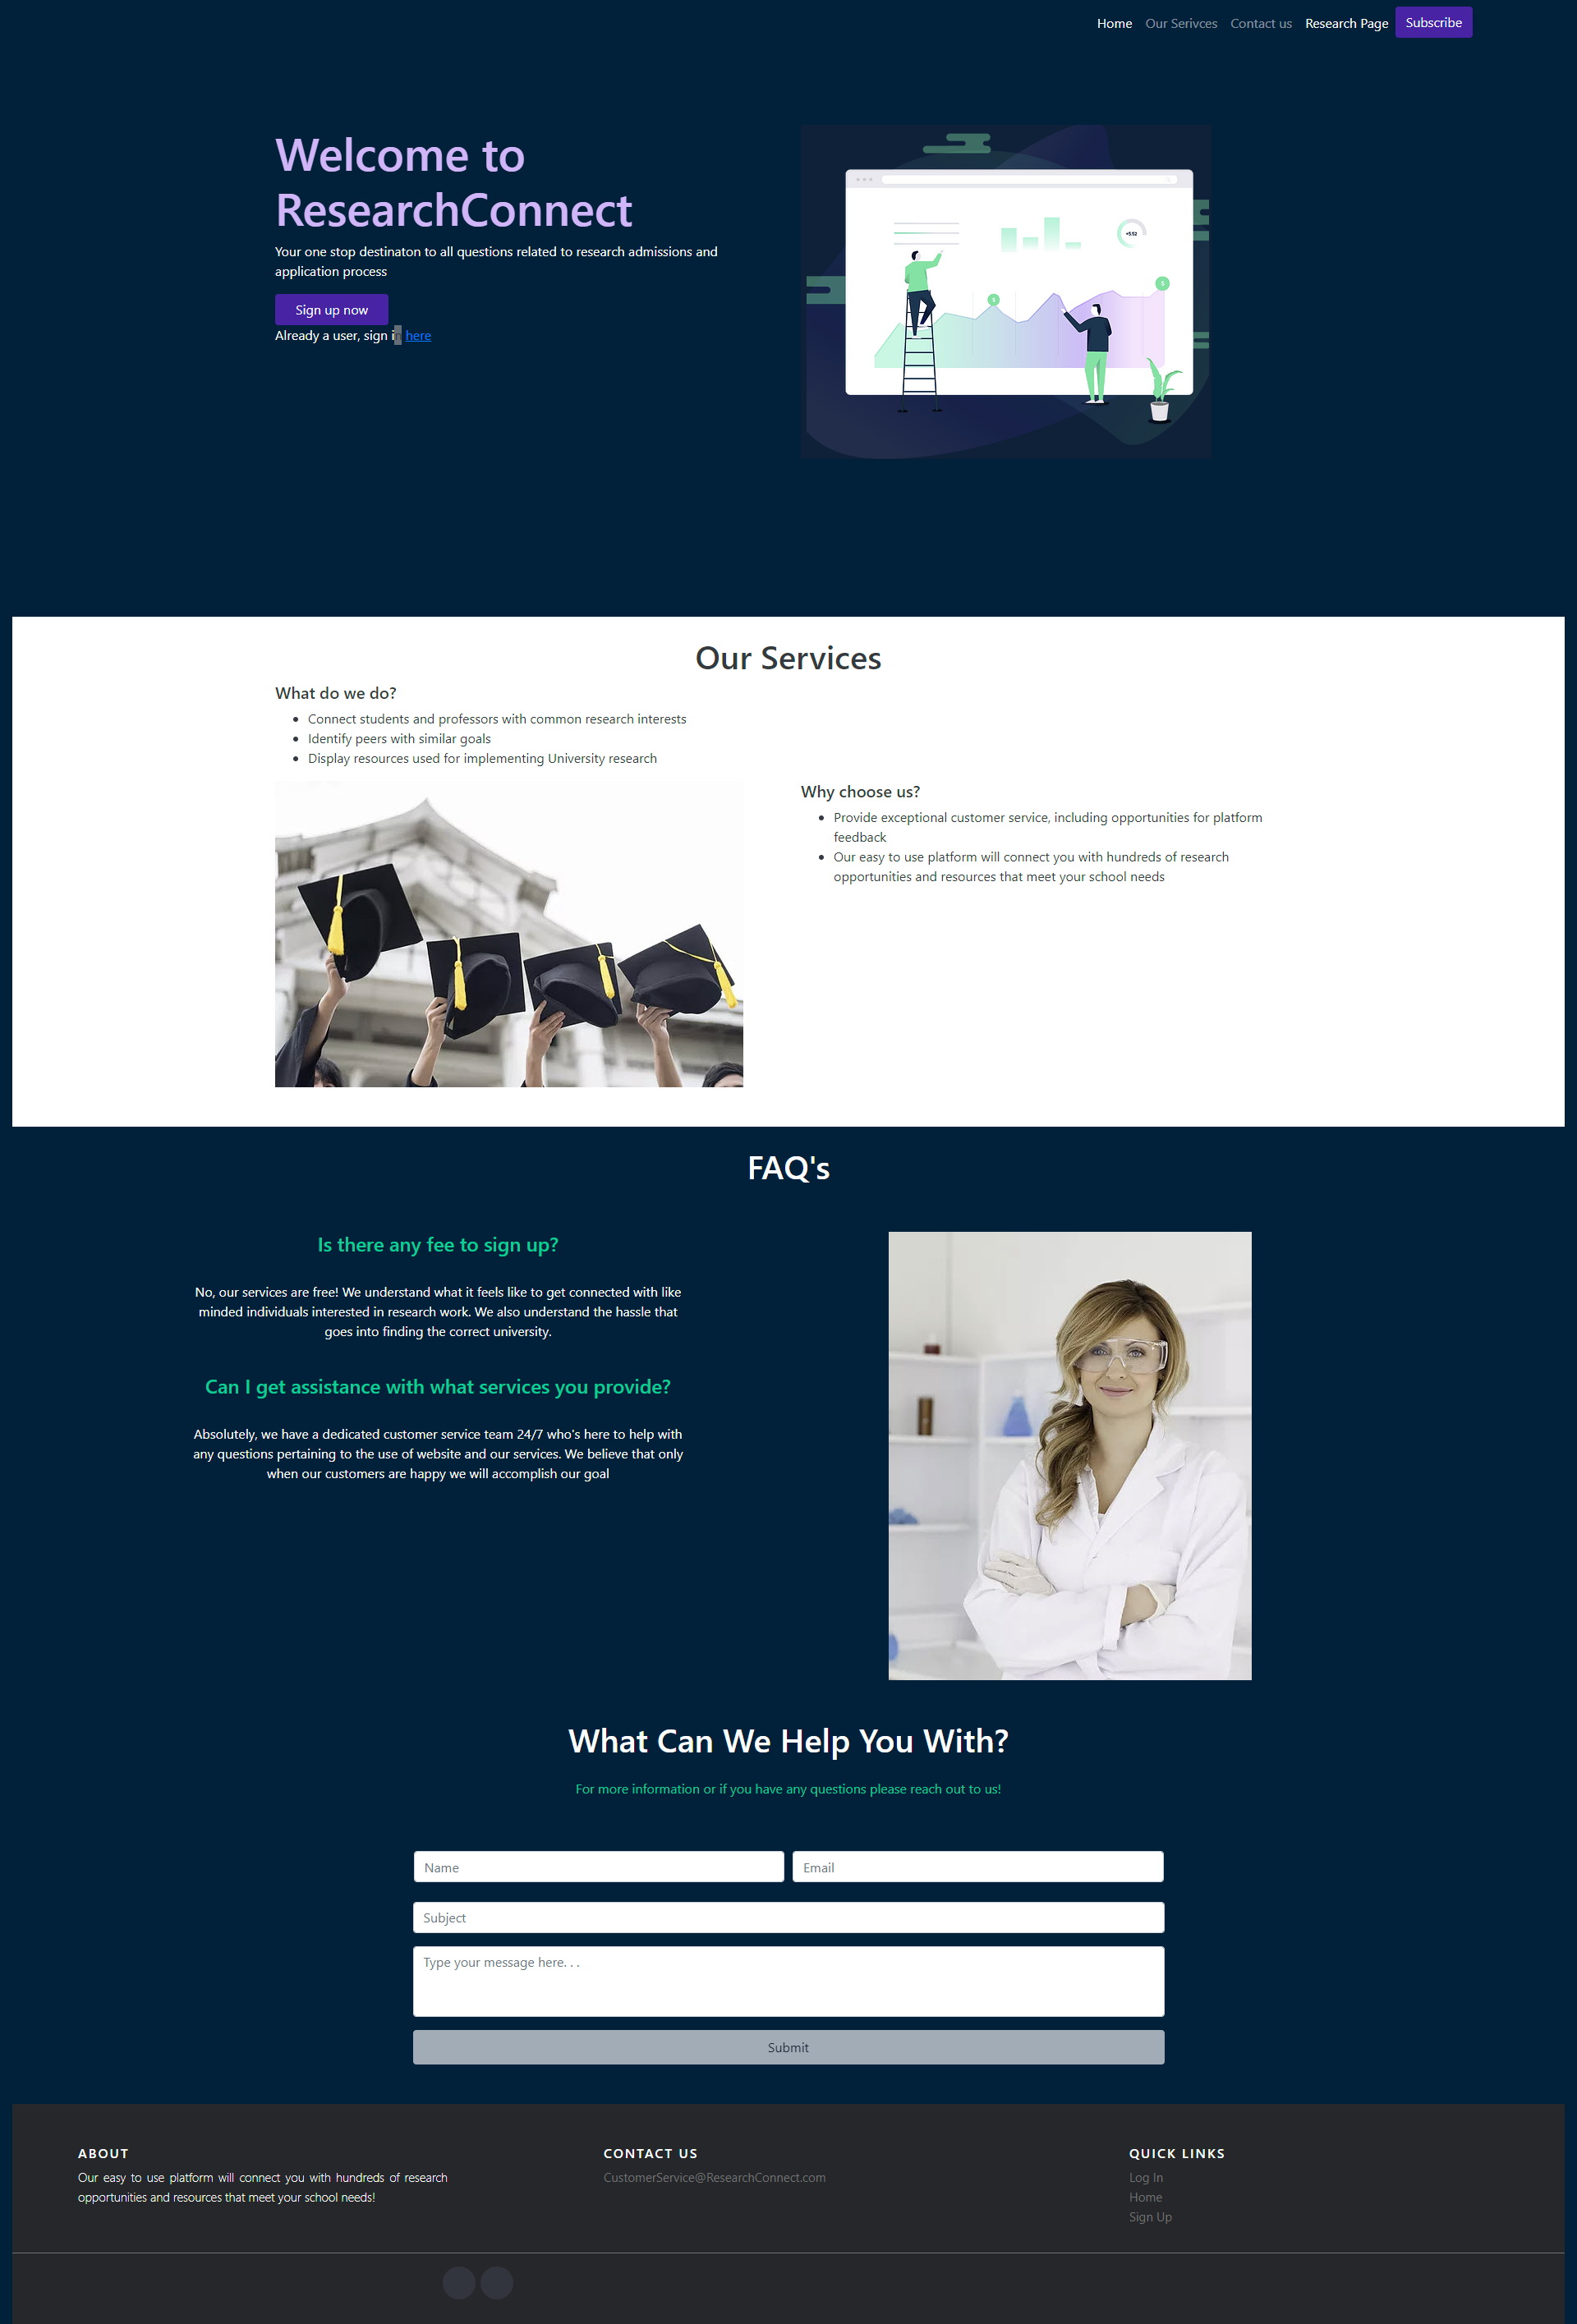 Home Our Serivces Contact us Research Page Subscribe
Welcome to
ResearchConnect
Your one stop destinaton to all questions related to research admissions and
application process
Sign up now
Already a user, sign in here
Our Services
What do we do?
Connect students and professors with common research interests
Identify peers with similar goals
Display resources used for implementing University research
Why choose us?
Provide exceptional customer service, including opportunities for platform
feedback
Our easy to use platform will connect you with hundreds of research
opportunities and resources that meet your school needs
FAQ's
Is there any fee to sign up?
No, our services are free! We understand what it feels like to get connected with like
minded individuals interested in research work. We also understand the hassle that
goes into finding the correct university.
Can I get assistance with what services you provide?
Absolutely, we have a dedicated customer service team 24/7 who's here to help with
any questions pertaining to the use of website and our services. We believe that only
when our customers are happy we will accomplish our goal
What Can We Help You With?
For more information or if you have any questions please reach out to us!
Name Email
Subject
Type your message here. . .
Submit
ABOUT
Our easy to use platform will connect you with hundreds of research
opportunities and resources that meet your school needs!
CONTACT US
CustomerService@ResearchConnect.com
QUICK LINKS
Log In
Home
Sign Up